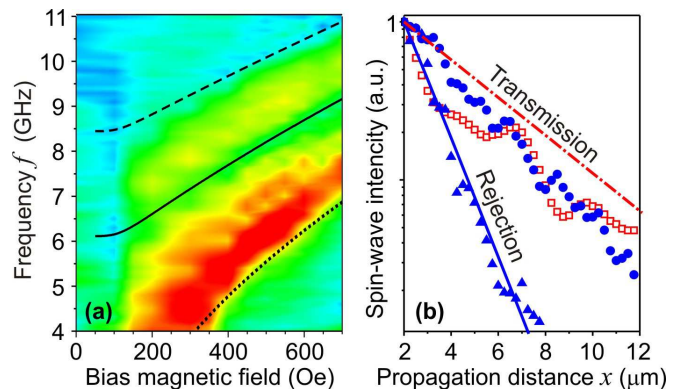 11
10
9
8
7
6
5
4
Frequency f (GHz)
(a)
0 200 400 600
Bias magnetic field (Oe)
1
Spin-wave intencity (a.u.)
Transmission
Rejection
(b)
2 4 6 8 10 12
Propagation distance x (μm)